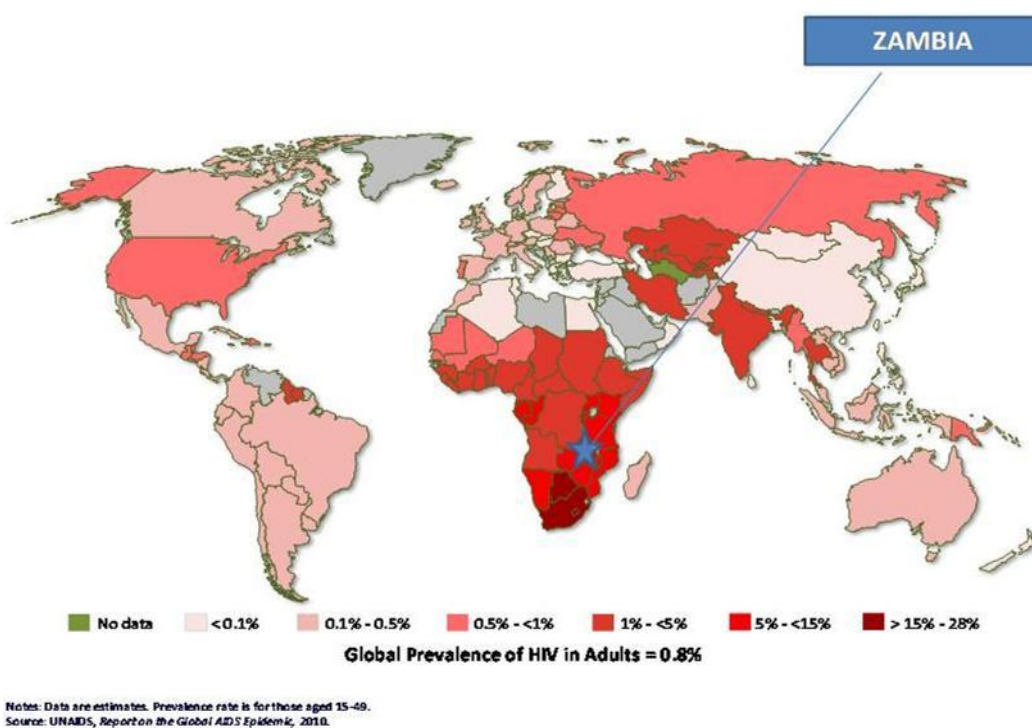 ZAMBIA
No data
< 0.1%
0.1% - 0.5%
0.5% - <1%
1% - <5%
5% - <15%
> 15% - 28%
Global Prevalence of HIV in Adults = 0.8%
Notes: Data are estimates. Prevalence rate is for those aged 15-49.
Source: UNAIDS, Report on the Global AIDS Epidemic, 2010.